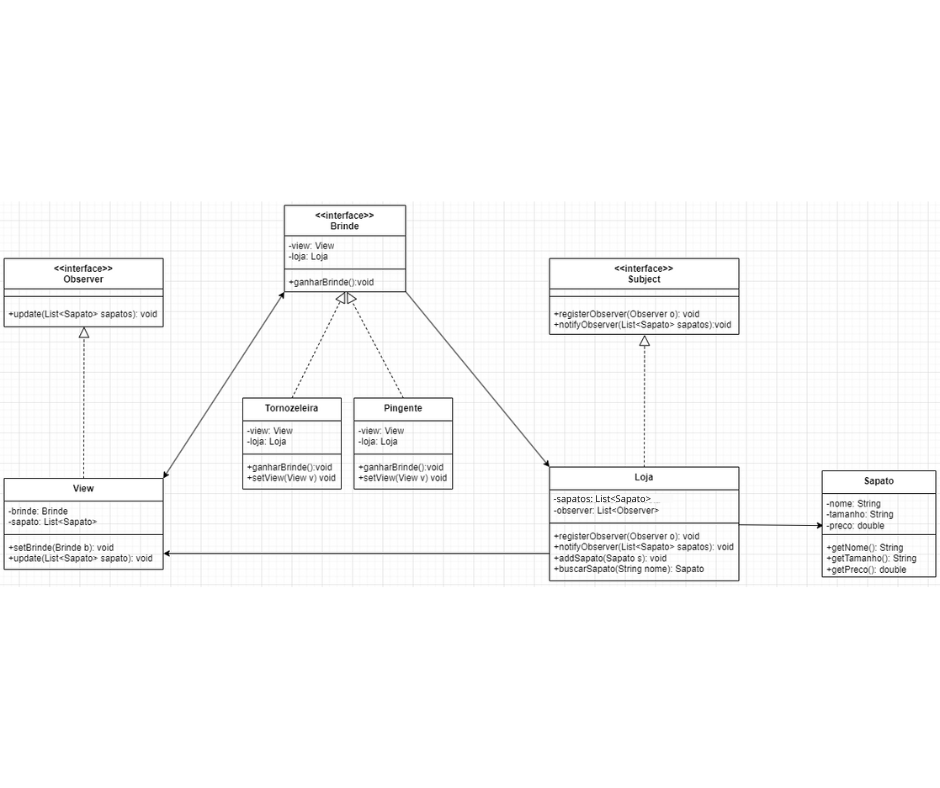 <<interface>>
Brinde
-view: View
-loja: Loja
+ganharBrinde():void
<<interface>>
Observer
+update(List<Sapato> sapatos): void
<<interface>>
Subject
+registerObserver(Observer o): void
+notifyObserver(List<Sapato> sapatos):void
Tornozeleira
-view: View
-loja: Loja
+ganharBrinde():void
+setView(View v) void
Pingente
-view: View
-loja: Loja
+ganharBrinde():void
+setView(View v) void
View
-brinde: Brinde
-sapato: List<Sapato>
+setBrinde(Brinde b): void
+update(List<Sapato> sapato): void
Loja
-sapatos: List<Sapato>
-observer: List<Observer>
+registerObserver(Observer o): void
+notifyObserver(List<Sapato> sapatos): void
+addSapato(Sapato s): void
+buscarSapato(String nome): Sapato
Sapato
-nome: String
-tamanho: String
-preco: double
+getNome(): String
+getTamanho(): String
+getPreco(): double